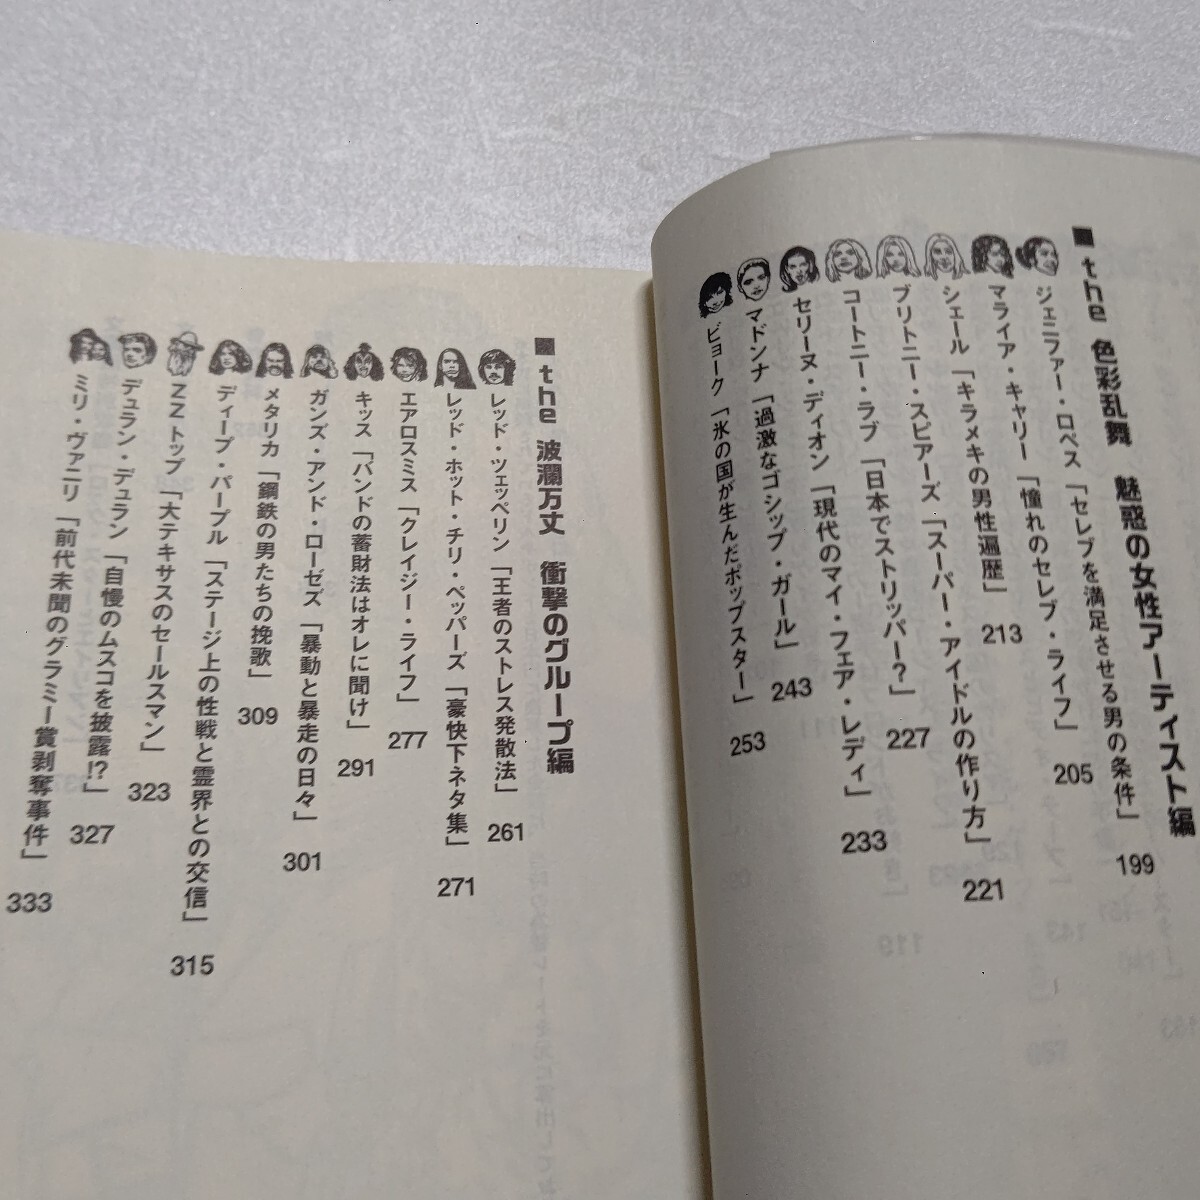 ■the 色彩乱舞 魅惑の女性アーティスト編
ジェニファー・ロペス「セレブを満足させる男の条件」 199
マライア・キャリー「憧れのセレブ・ライフ」 205
シェール「キラメキの男性遍歴」 213
ブリトニー・スピアーズ「スーパー・アイドルの作り方」 221
コートニー・ラブ「日本でストリッパー?」 227
セリーヌ・ディオン「現代のマイ・フェア・レディ」 233
マドンナ「過激なゴシップ・ガール」 243
ビョーク「氷の国が生んだポップスター」 253
■the 波瀾万丈 衝撃のグループ編
レッド・ツェッペリン「王者のストレス発散法」 261
レッド・ホット・チリ・ペッパーズ「豪快下ネタ集」 271
エアロスミス「クレイジー・ライフ」 277
キッス「バンドの蓄財法はオレに聞け」 291
ガンズ・アンド・ローゼズ「暴動と暴走の日々」 301
メタリカ「鋼鉄の男たちの挽歌」 309
ディープ・パープル「ステージ上の性戦と霊界との交信」 315
ZZトップ「大テキサスのセールスマン」 323
デュラン・デュラン「自慢のムスコを披露!?」 327
ミリ・ヴァニリ「前代未聞のグラミー賞剥奪事件」 333